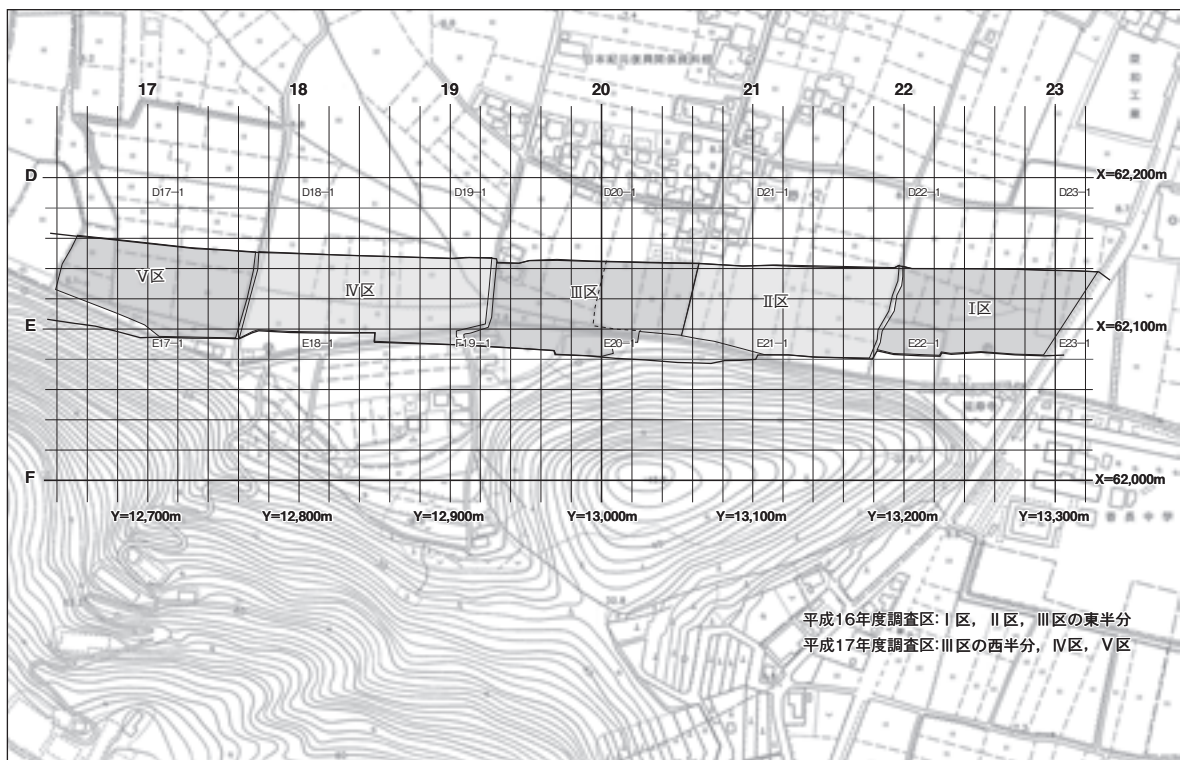 17 18 19 20 21 22 23
D X=62,200m
D17-1 D18-1 D19-1 D20-1 D21-1 D22-1 D23-1
Ⅴ区 Ⅳ区 Ⅲ区 Ⅱ区 Ⅰ区
E X=62,100m
E17-1 E18-1 E19-1 E20-1 E21-1 E22-1 E23-1
F X=62,000m
Y=12,700m Y=12,800m Y=12,900m Y=13,000m Y=13,100m Y=13,200m Y=13,300m
平成16年度調査区:Ⅰ区,Ⅱ区,Ⅲ区の東半分
平成17年度調査区:Ⅲ区の西半分,Ⅳ区,Ⅴ区